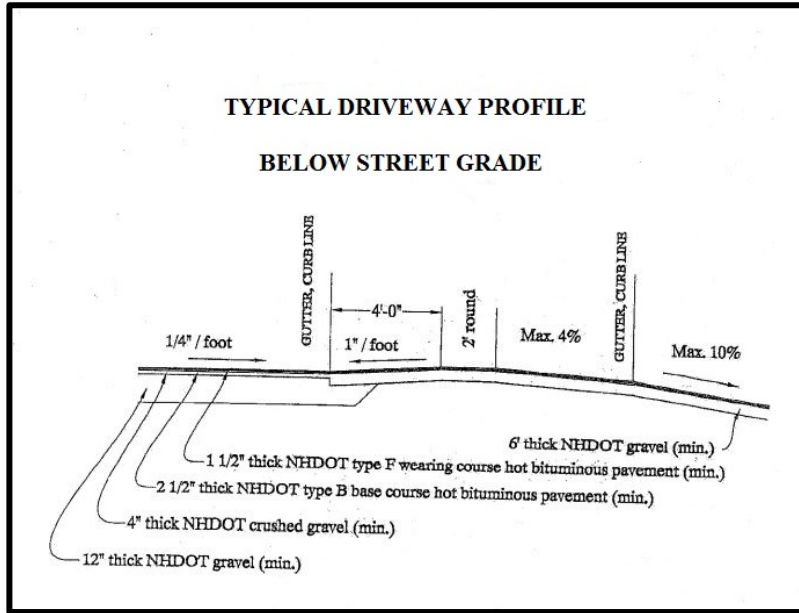 TYPICAL DRIVEWAY PROFILE
BELOW STREET GRADE
GUTTER, CURB LINE
4'-0"
2' round
GUTTER, CURB LINE
1/4" / foot
1" / foot
Max. 4%
Max. 10%
6' thick NHDOT gravel (min.)
1 1/2" thick NHDOT type F wearing course hot bituminous pavement (min.)
2 1/2" thick NHDOT type B base course hot bituminous pavement (min.)
4" thick NHDOT crushed gravel (min.)
12" thick NHDOT gravel (min.)